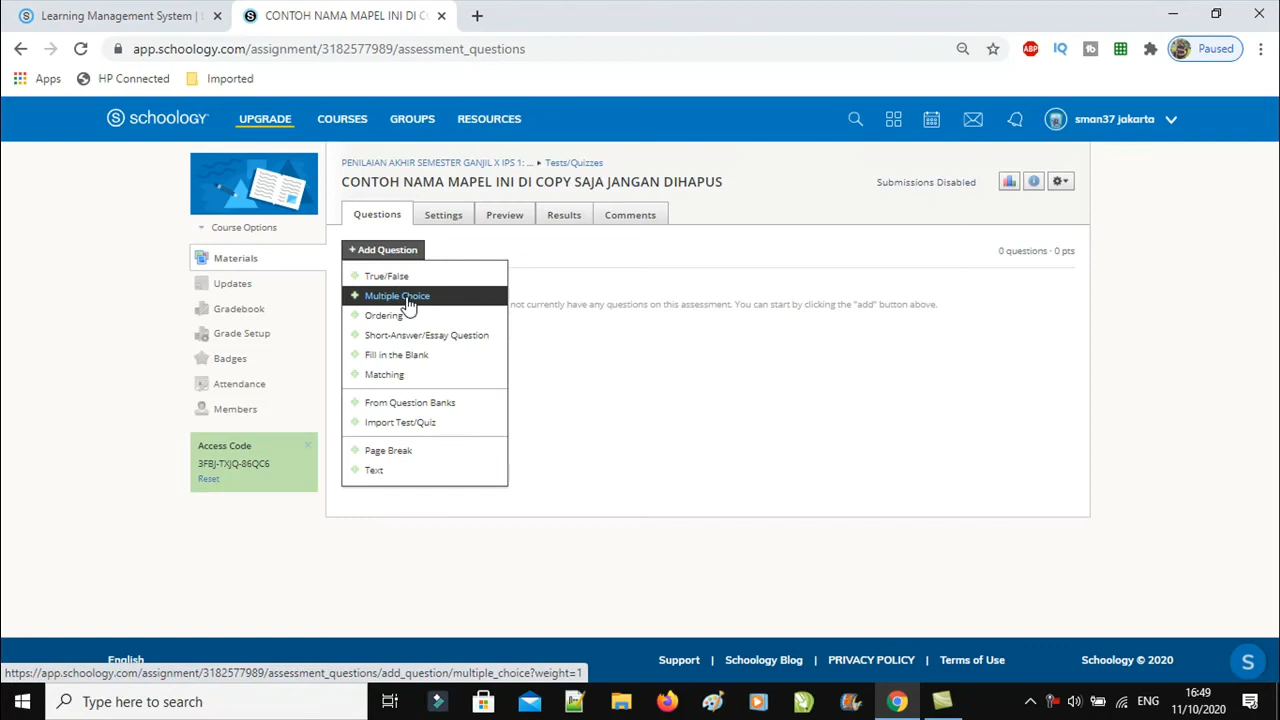 Learning Management System | L
CONTOH NAMA MAPEL INI DI C
app.schoology.com/assignment/3182577989/assessment_questions
ABP
IQ
Paused
Apps
HP Connected
Imported
schoology
UPGRADE
COURSES
GROUPS
RESOURCES
sman37 jakarta
Course Options
Materials
Updates
Gradebook
Grade Setup
Badges
Attendance
Members
Access Code
3FBJ-TXJQ-86QC6
Reset
PENILAIAN AKHIR SEMESTER GANJIL X IPS 1: ... Tests/Quizzes
CONTOH NAMA MAPEL INI DI COPY SAJA JANGAN DIHAPUS
Submissions Disabled
Questions
Settings
Preview
Results
Comments
+ Add Question
0 questions · 0 pts
True/False
Multiple Choice
Ordering
Short-Answer/Essay Question
Fill in the Blank
Matching
From Question Banks
Import Test/Quiz
Page Break
Text
not currently have any questions on this assessment. You can start by clicking the "add" button above.
English
Support | Schoology Blog | PRIVACY POLICY | Terms of Use
Schoology © 2020
https://app.schoology.com/assignment/3182577989/assessment_questions/add_question/multiple_choice?weight=1
Type here to search
ENG
16:49
11/10/2020